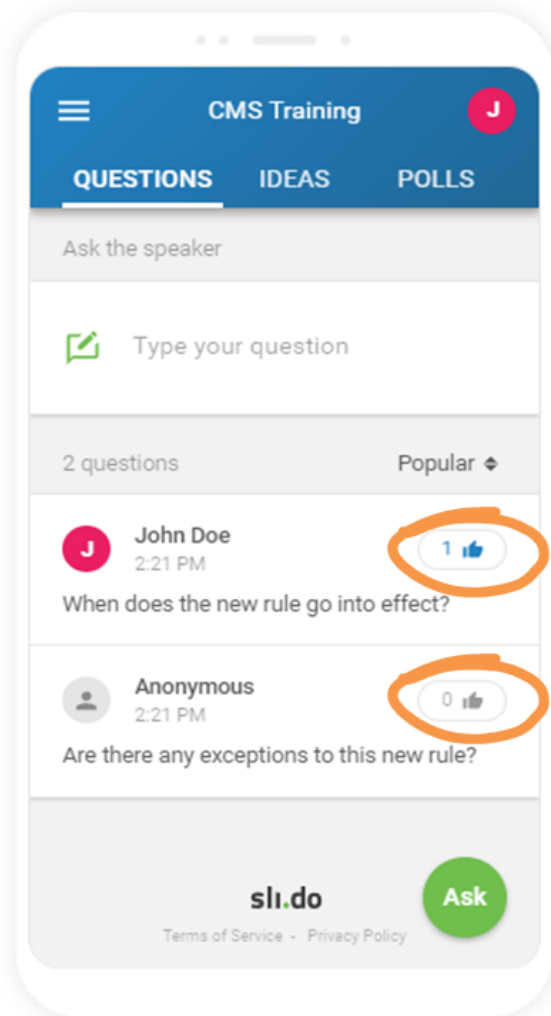 CMS Training
J
QUESTIONS IDEAS POLLS
Ask the speaker
Type your question
2 questions Popular
J
John Doe
1
2:21 PM
When does the new rule go into effect?
Anonymous
0
2:21 PM
Are there any exceptions to this new rule?
sli.do
Ask
Terms of Service - Privacy Policy